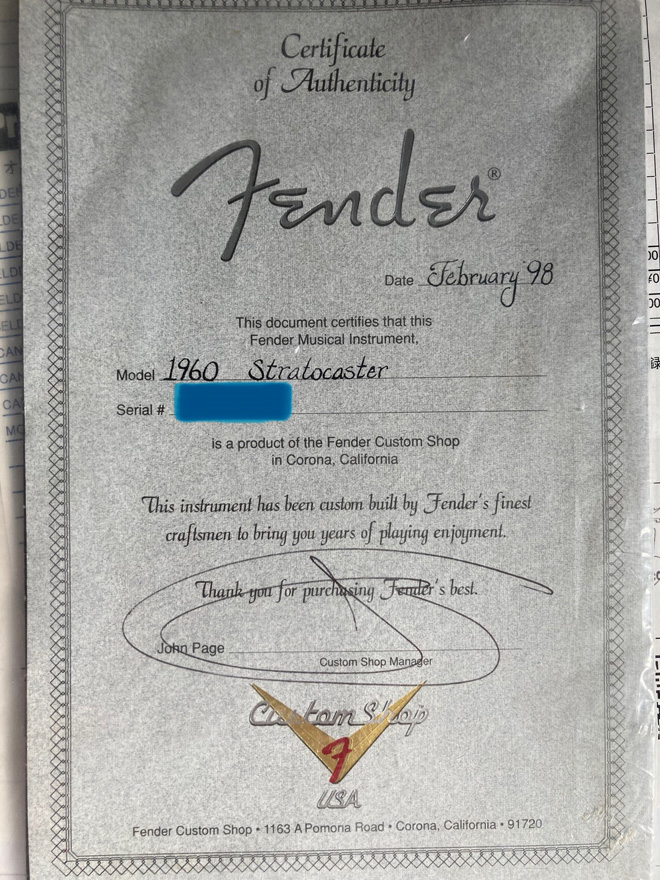 Certificate
of Authenticity
Fender®
Date February '98
This document certifies that this
Fender Musical Instrument,
Model 1960 Stratocaster
Serial #
is a product of the Fender Custom Shop
in Corona, California
This instrument has been custom built by Fender's finest
craftsmen to bring you years of playing enjoyment.
Thank you for purchasing Fender's best.
John Page
Custom Shop Manager
Custom Shop
F
USA
Fender Custom Shop • 1163 A Pomona Road • Corona, California • 91720